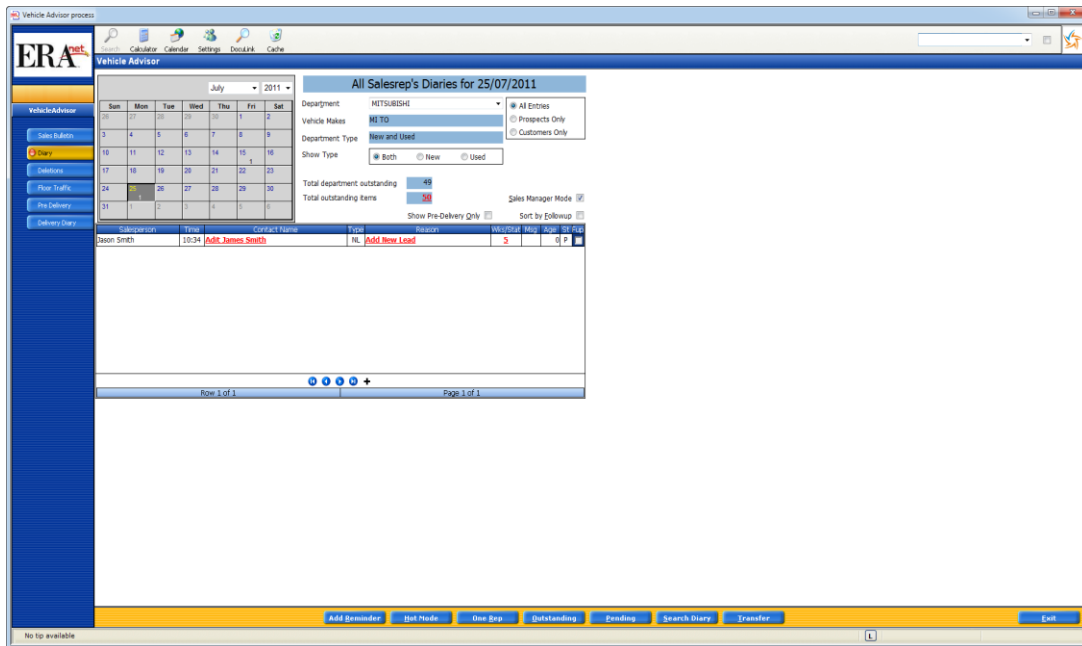 Vehicle Advisor process
ERAnet
Search Calculator Calendar Settings DocuLink Cache
Vehicle Advisor
VehicleAdvisor
Sales Bulletin
Diary
Deletions
Floor Traffic
Pre Delivery
Delivery Diary
July 2011
Sun Mon Tue Wed Thu Fri Sat
26 27 28 29 30 1 2
3 4 5 6 7 8 9
10 11 12 13 14 15 16
1
17 18 19 20 21 22 23
24 25 26 27 28 29 30
1
31 1 2 3 4 5 6
All Salesrep's Diaries for 25/07/2011
Department MITSUBISHI
Vehicle Makes MI TO
Department Type New and Used
Show Type Both New Used
All Entries
Prospects Only
Customers Only
Total department outstanding 49
Total outstanding items 50
Sales Manager Mode
Show Pre-Delivery Only Sort by Followup
Salesperson Time Contact Name Type Reason Wks/Stat Msg Age St Fup
Jason Smith 10:34 Adit James Smith NL Add New Lead 5 0 P
Row 1 of 1 Page 1 of 1
Add Reminder Hot Mode One Rep Outstanding Pending Search Diary Transfer Exit
No tip available L